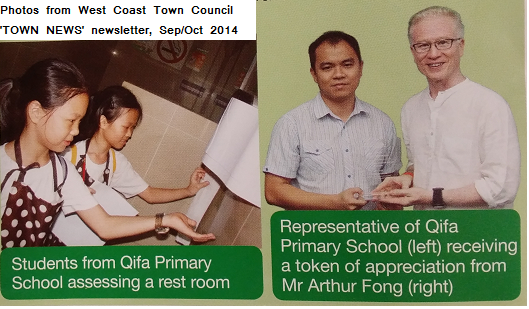 Photos from West Coast Town Council
'TOWN NEWS' newsletter, Sep/Oct 2014
Students from Qifa Primary
School assessing a rest room
Representative of Qifa
Primary School (left) receiving
a token of appreciation from
Mr Arthur Fong (right)